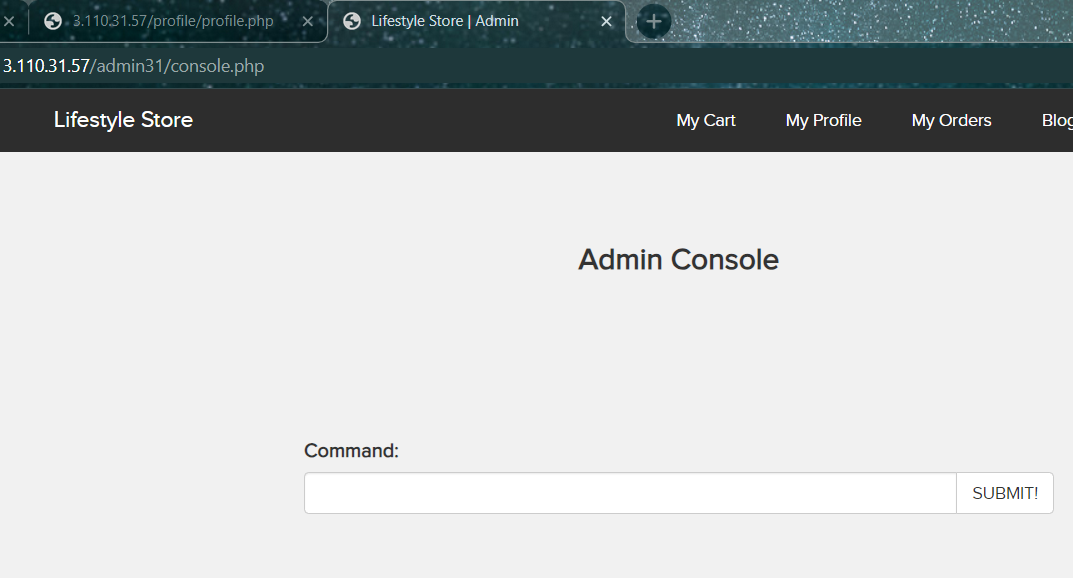 3.110.31.57/profile/profile.php
Lifestyle Store | Admin
3.110.31.57/admin31/console.php
Lifestyle Store My Cart My Profile My Orders Blog
Admin Console
Command:
SUBMIT!